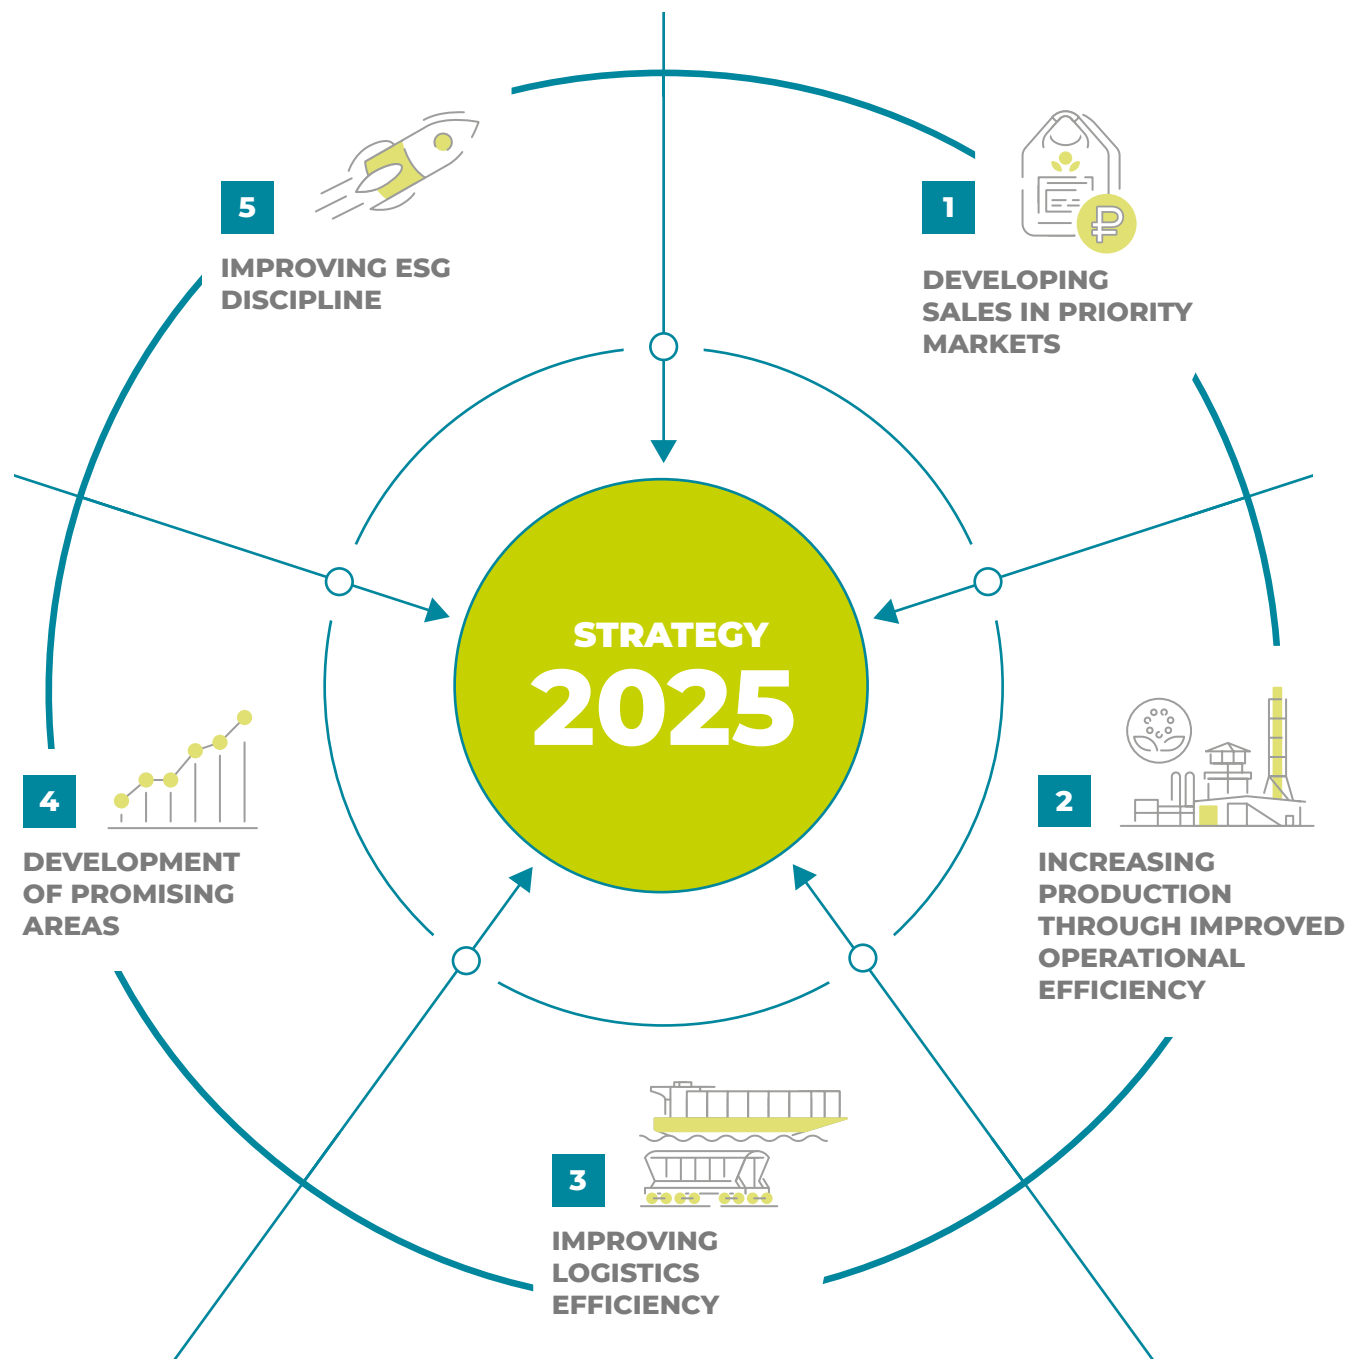 STRATEGY
2025
1
DEVELOPING
SALES IN PRIORITY
MARKETS
2
INCREASING
PRODUCTION
THROUGH IMPROVED
OPERATIONAL
EFFICIENCY
3
IMPROVING
LOGISTICS
EFFICIENCY
4
DEVELOPMENT
OF PROMISING
AREAS
5
IMPROVING ESG
DISCIPLINE